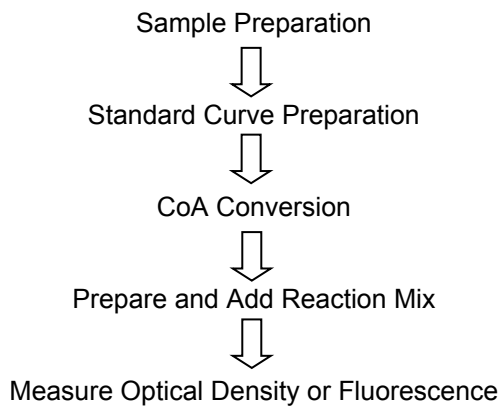 Sample Preparation
Standard Curve Preparation
CoA Conversion
Prepare and Add Reaction Mix
Measure Optical Density or Fluorescence